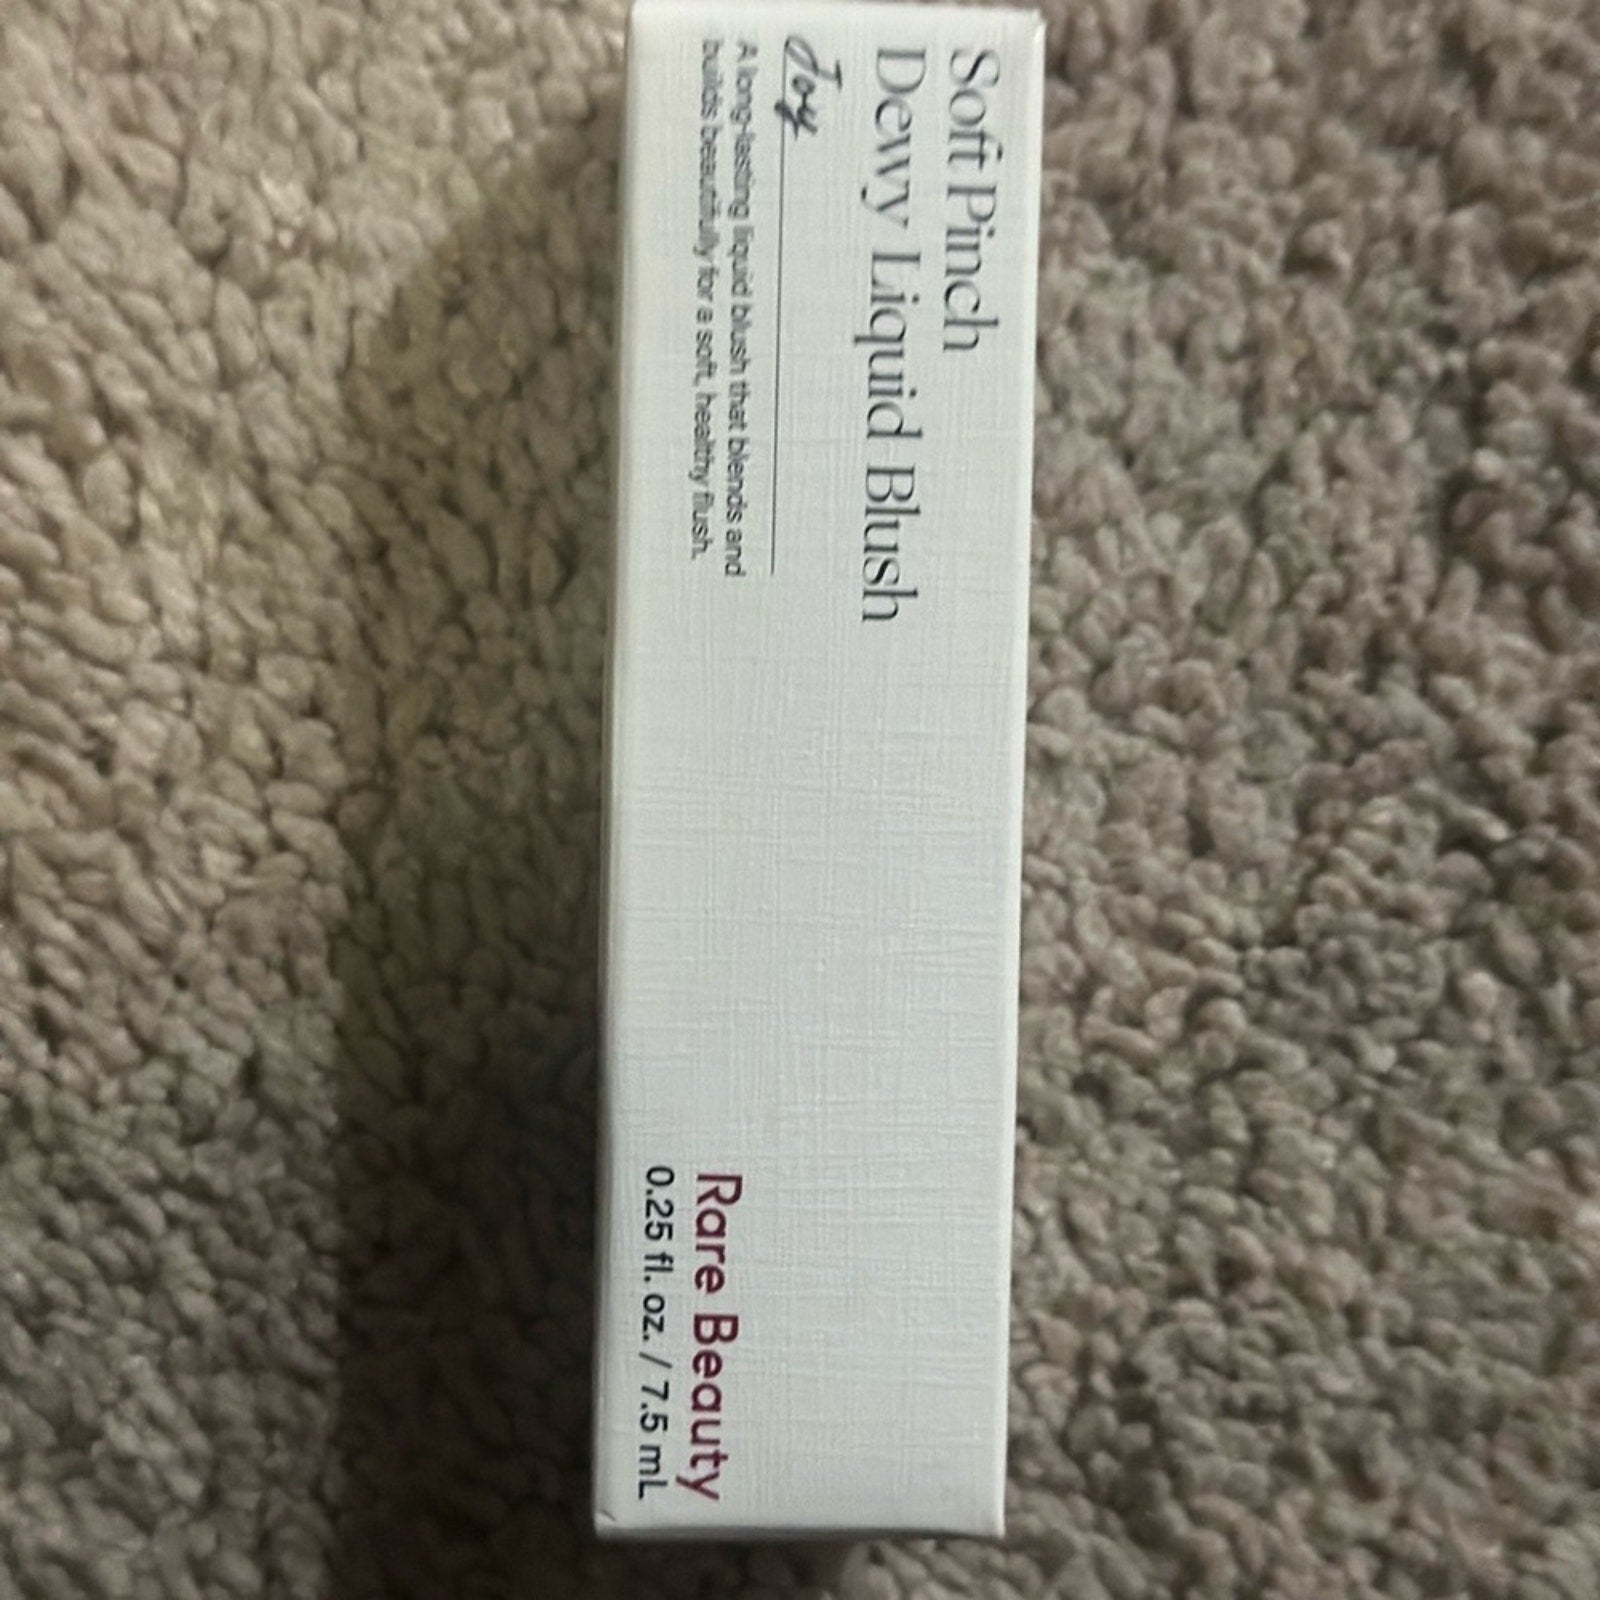 Soft Pinch
Dewy Liquid Blush
Joy
A long-lasting liquid blush that blends and
builds beautifully for a soft, healthy flush.
Rare Beauty
0.25 fl. oz. / 7.5 mL